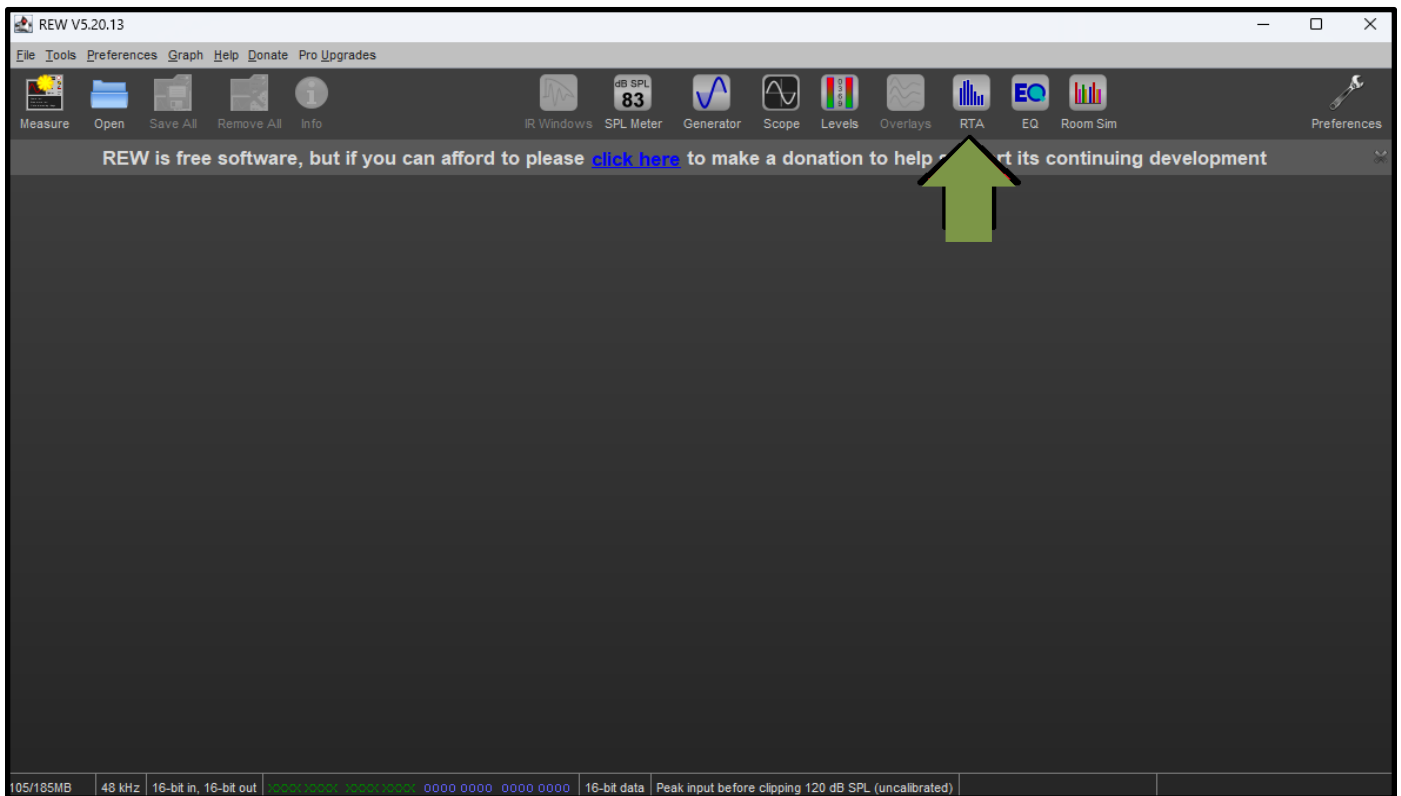 REW V5.20.13
File Tools Preferences Graph Help Donate Pro Upgrades
dB SPL
83
EQ
Measure Open Save All Remove All Info IR Windows SPL Meter Generator Scope Levels Overlays RTA EQ Room Sim Preferences
REW is free software, but if you can afford to please click here to make a donation to help rt its continuing development
105/185MB 48 kHz 16-bit in, 16-bit out 0000 0000 0000 0000 16-bit data Peak input before clipping 120 dB SPL (uncalibrated)